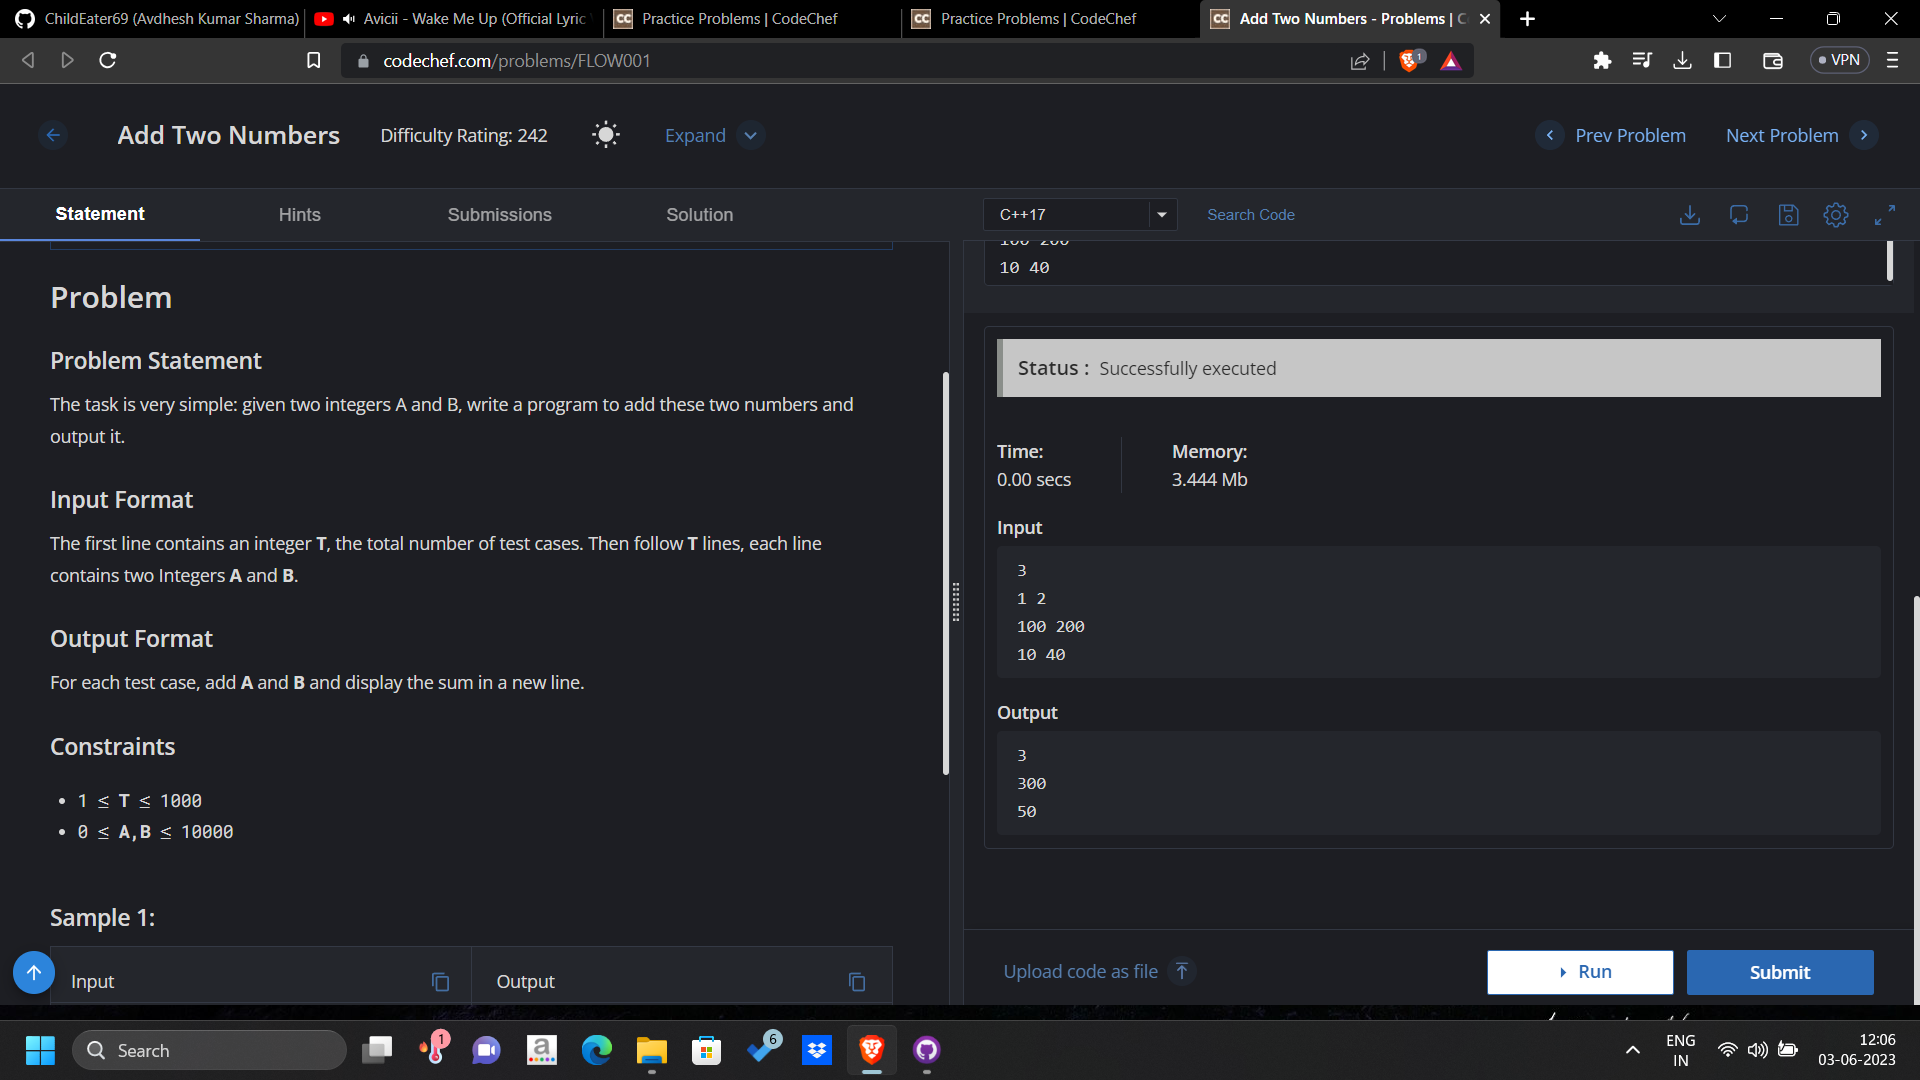 ChildEater69 (Avdhesh Kumar Sharma)
Avicii - Wake Me Up (Official Lyric
Practice Problems | CodeChef
Practice Problems | CodeChef
Add Two Numbers - Problems | C
codechef.com/problems/FLOW001
1
VPN
Add Two Numbers
Difficulty Rating: 242
Expand
Prev Problem
Next Problem
Statement
Hints
Submissions
Solution
Problem
Problem Statement
The task is very simple: given two integers A and B, write a program to add these two numbers and
output it.
Input Format
The first line contains an integer T, the total number of test cases. Then follow T lines, each line
contains two Integers A and B.
Output Format
For each test case, add A and B and display the sum in a new line.
Constraints
• 1 ≤ T ≤ 1000
• 0 ≤ A,B ≤ 10000
Sample 1:
Input
Output
C++17
Search Code
100 200
10 40
Status : Successfully executed
Time:
0.00 secs
Memory:
3.444 Mb
Input
3
1 2
100 200
10 40
Output
3
300
50
Upload code as file
Run
Submit
Search
1
a
6
ENG
IN
12:06
03-06-2023